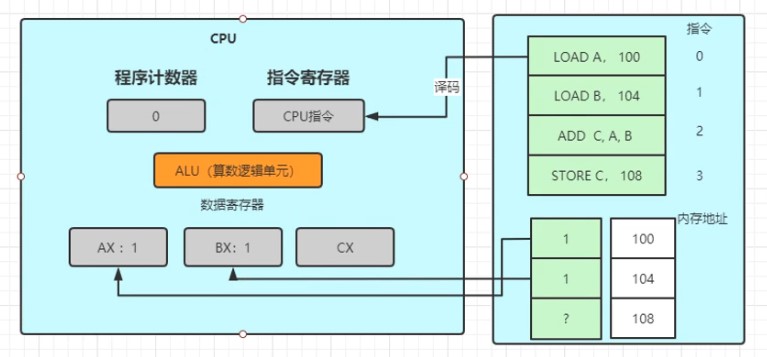 CPU
程序计数器
指令寄存器
0
CPU指令
译码
ALU（算数逻辑单元）
数据寄存器
AX：1
BX：1
CX
指令
LOAD A， 100
0
LOAD B， 104
1
ADD C, A, B
2
STORE C， 108
3
内存地址
1
100
1
104
?
108